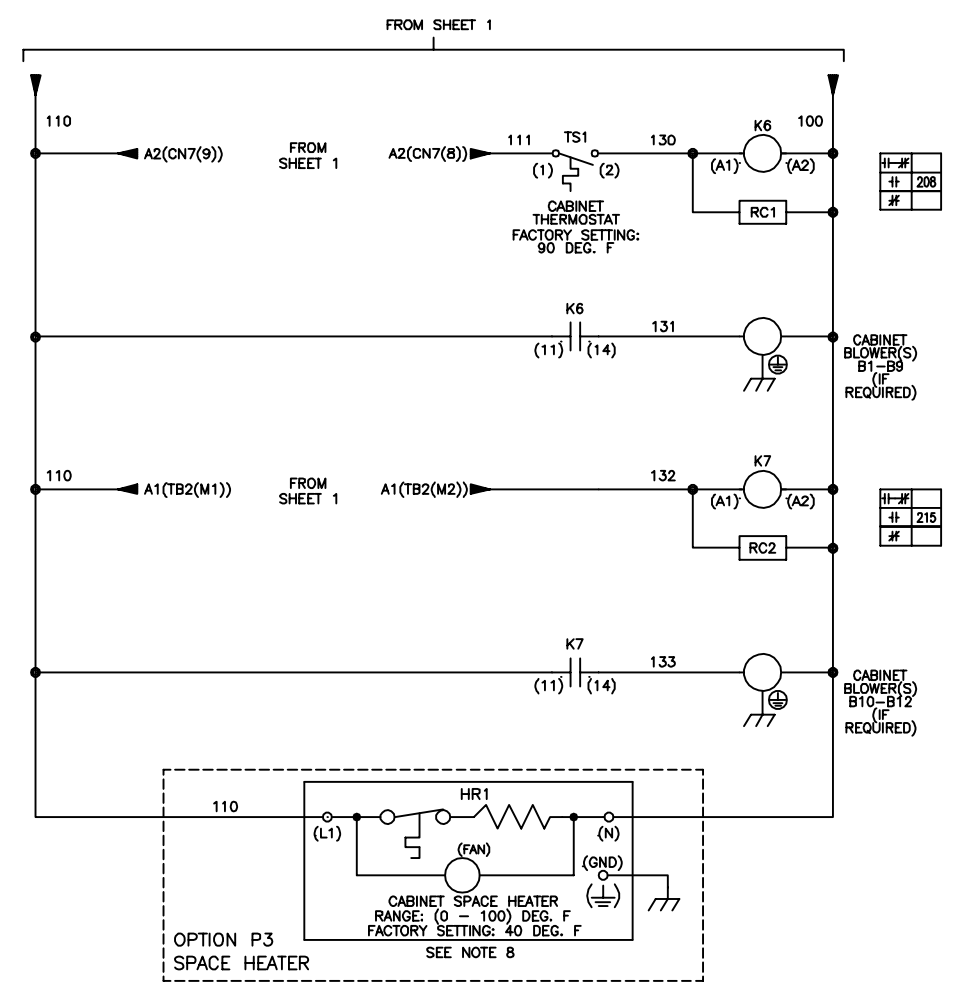 FROM SHEET 1
110
100
A2(CN7(9))
FROM
SHEET 1
A2(CN7(8))
111
TS1
(1)
(2)
130
K6
(A1)
(A2)
RC1
208
CABINET
THERMOSTAT
FACTORY SETTING:
90 DEG. F
K6
(11)
(14)
131
CABINET
BLOWER(S)
B1-B9
(IF
REQUIRED)
110
A1(TB2(M1))
FROM
SHEET 1
A1(TB2(M2))
132
K7
(A1)
(A2)
RC2
215
K7
(11)
(14)
133
CABINET
BLOWER(S)
B10-B12
(IF
REQUIRED)
110
HR1
(L1)
(N)
(FAN)
(GND)
CABINET SPACE HEATER
RANGE: (0 - 100) DEG. F
FACTORY SETTING: 40 DEG. F
SEE NOTE 8
OPTION P3
SPACE HEATER